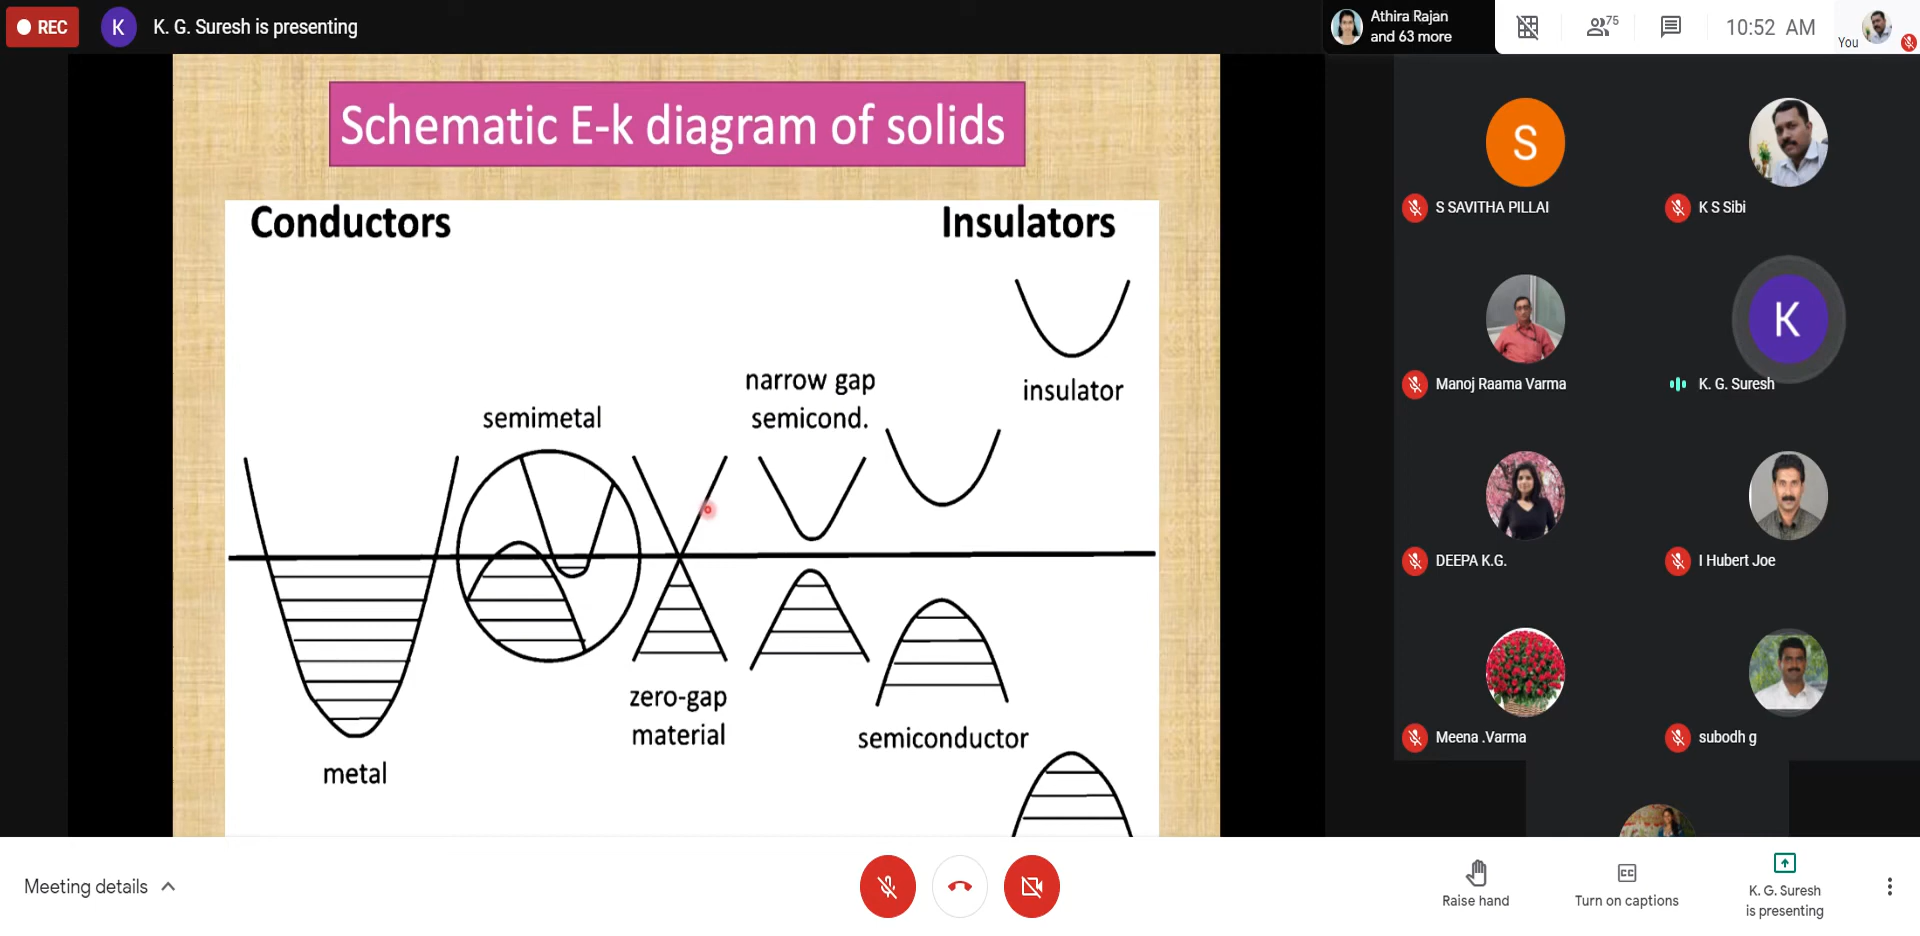 REC
K
K. G. Suresh is presenting
Athira Rajan
and 63 more
75
10:52 AM
You
Schematic E-k diagram of solids
Conductors
Insulators
insulator
narrow gap
semicond.
semimetal
zero-gap
material
semiconductor
metal
S
S SAVITHA PILLAI
K S Sibi
Manoj Raama Varma
K
K. G. Suresh
DEEPA K.G.
I Hubert Joe
Meena .Varma
subodh g
Meeting details
CC
Raise hand
Turn on captions
K. G. Suresh
is presenting